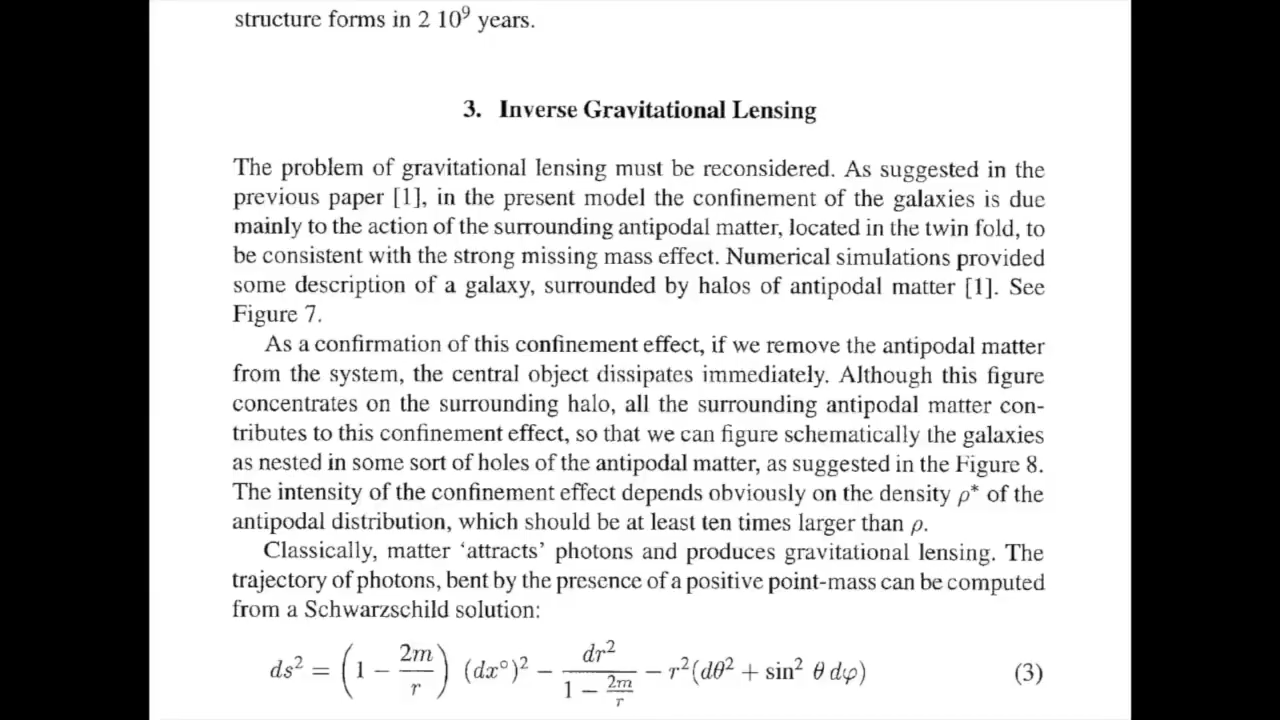 structure forms in 2 10⁹ years.
3. Inverse Gravitational Lensing
The problem of gravitational lensing must be reconsidered. As suggested in the
previous paper [1], in the present model the confinement of the galaxies is due
mainly to the action of the surrounding antipodal matter, located in the twin fold, to
be consistent with the strong missing mass effect. Numerical simulations provided
some description of a galaxy, surrounded by halos of antipodal matter [1]. See
Figure 7.
As a confirmation of this confinement effect, if we remove the antipodal matter
from the system, the central object dissipates immediately. Although this figure
concentrates on the surrounding halo, all the surrounding antipodal matter con-
tributes to this confinement effect, so that we can figure schematically the galaxies
as nested in some sort of holes of the antipodal matter, as suggested in the Figure 8.
The intensity of the confinement effect depends obviously on the density ρ* of the
antipodal distribution, which should be at least ten times larger than ρ.
Classically, matter ‘attracts’ photons and produces gravitational lensing. The
trajectory of photons, bent by the presence of a positive point-mass can be computed
from a Schwarzschild solution:
ds² = (1 − 2m/r) (dx°)² − dr²/(1 − 2m/r) − r²(dθ² + sin² θ dφ) (3)